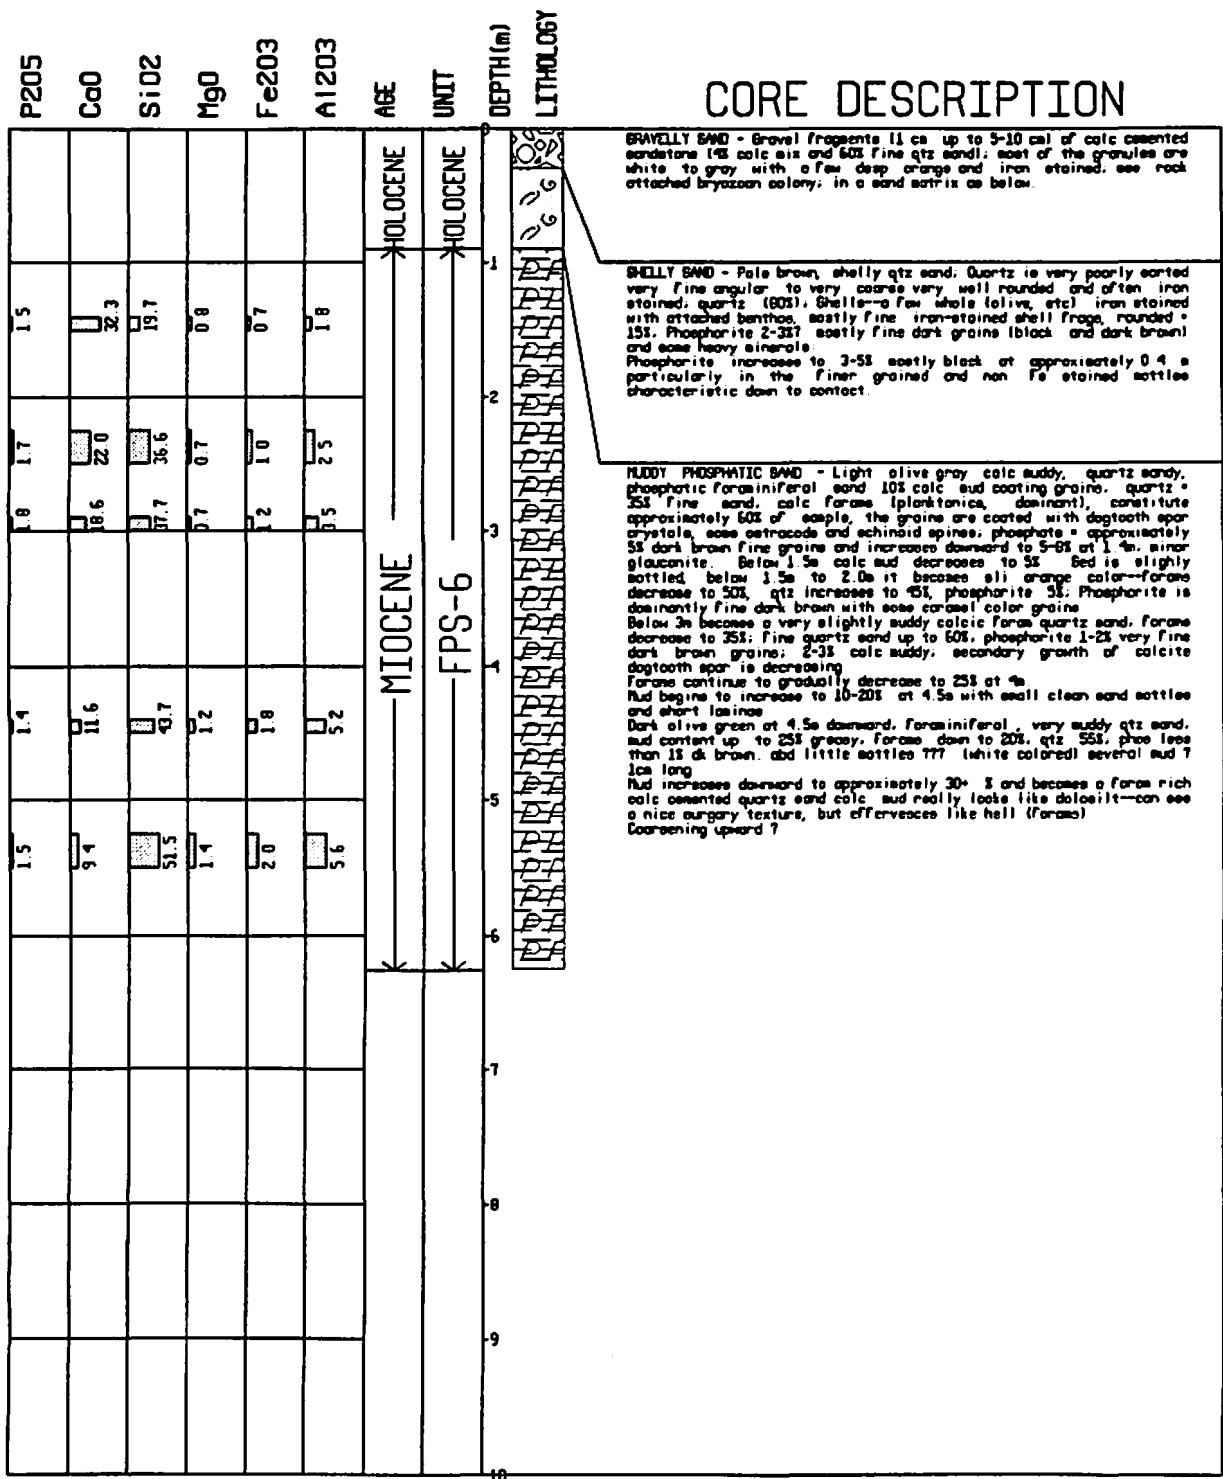 P2O5 CaO SiO2 MgO Fe2O3 Al2O3 AGE UNIT DEPTH(m) LITHOLOGY
CORE DESCRIPTION
0
HOLOCENE HOLOCENE
GRAVELLY SAND - Gravel fragments (1 cm up to 5-10 cm) of calc cemented
sandstone (4% calc mix and 60% fine qtz sand); most of the granules are
white to gray with a few deep orange and iron stained, one rock
attached bryozoan colony; in a sand matrix as below.
1
SHELLY SAND - Pale brown, shelly qtz sand; Quartz is very poorly sorted
very fine angular to very coarse very well rounded and often iron
stained; quartz (80%); Shells--a few whole (olive, etc) iron stained
with attached benthos, mostly fine iron-stained shell frags, rounded =
15%. Phosphorite 2-3%? mostly fine dark grains (black and dark brown)
and some heavy minerals.
Phosphorite increases to 3-5% mostly black at approximately 0.4 m
particularly in the finer grained and non Fe stained mottles
characteristic down to contact.
1.5 32.3 19.7 0.8 0.7 1.8
2
1.7 22.0 36.6 0.7 1.0 2.5
MUDDY PHOSPHATIC SAND - Light olive gray calc muddy, quartz sandy,
phosphatic foraminiferal sand. 10% calc mud coating grains, quartz =
35% fine sand, calc forams (planktonics, dominant), constitute
approximately 60% of sample, the grains are coated with dogtooth spar
crystals, some ostracods and echinoid spines; phosphate = approximately
5% dark brown fine grains and increases downward to 5-8% at 1.4m, minor
glauconite. Below 1.5m calc mud decreases to 5% Bed is slightly
mottled, below 1.5m to 2.0m it becomes sli orange color--forams
decrease to 50%, qtz increases to 45%, phosphorite 5%; Phosphorite is
dominantly fine dark brown with some caramel color grains
Below 3m becomes a very slightly muddy calcic foram quartz sand; forams
decrease to 35%; fine quartz sand up to 60%, phosphorite 1-2% very fine
dark brown grains; 2-3% calc muddy; secondary growth of calcite
dogtooth spar is decreasing
Forams continue to gradually decrease to 25% at 4m
Mud begins to increase to 10-20% at 4.5m with small clean sand mottles
and short laminae
Dark olive green at 4.5m downward, foraminiferal, very muddy qtz sand,
mud content up to 25% greasy, forams down to 20%, qtz 55%, phos less
than 1% dk brown. abd little mottles ??? (white colored) several mud ?
1cm long
Mud increases downward to approximately 30+ % and becomes a foram rich
calc cemented quartz sand calc mud really looks like dolosilt--can see
a nice surgary texture, but effervesces like hell (forams)
Coarsening upward ?
1.8 18.6 37.7 0.7 1.2 3.5
3
MIOCENE FPS-6
4
1.4 11.6 43.7 1.2 1.8 5.2
5
1.5 9.4 51.5 1.4 2.0 5.6
6
7
8
9
10